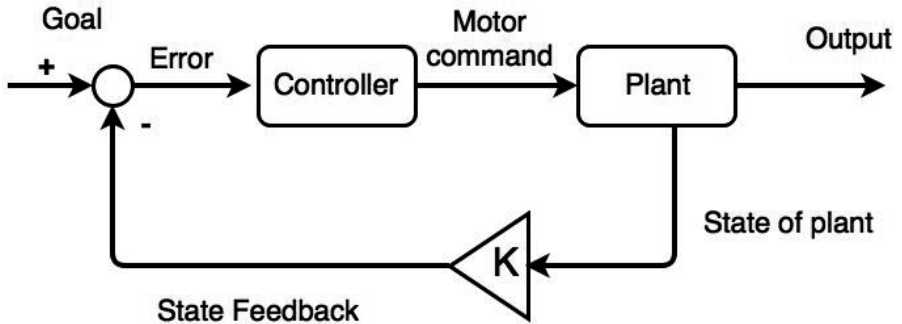 Goal
+
Error
-
Controller
Motor
command
Plant
Output
State of plant
K
State Feedback